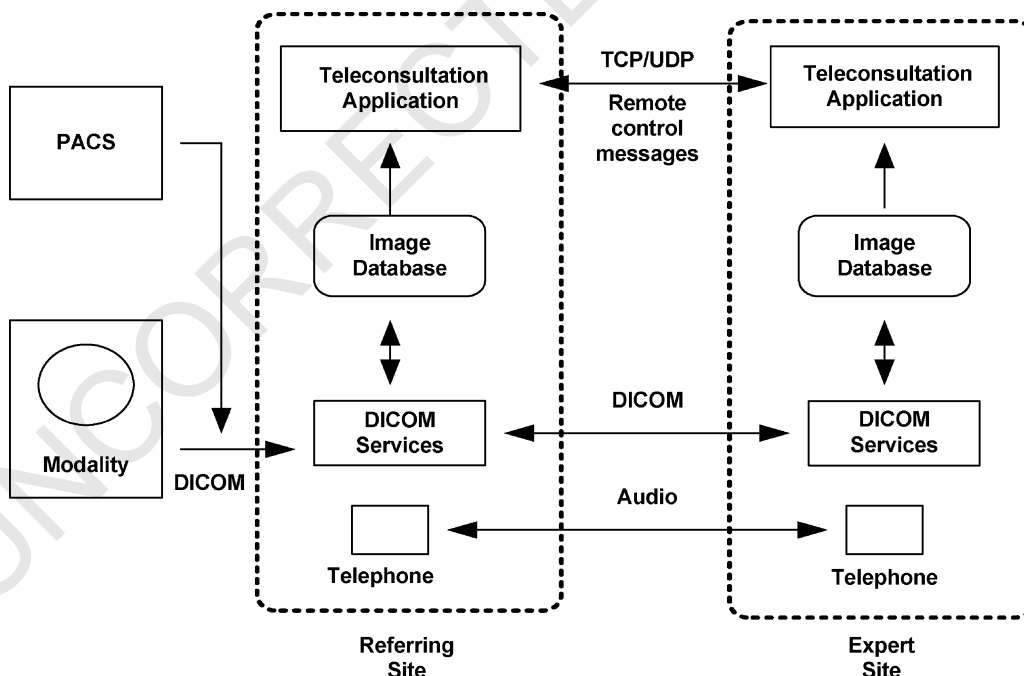 TCP/UDP
Teleconsultation
Application
Teleconsultation
Application
Remote
control
messages
PACS
Image
Database
Image
Database
DICOM
DICOM
Services
DICOM
Services
Modality
DICOM
Audio
Telephone
Telephone
Referring
Site
Expert
Site
UNCORRECTE